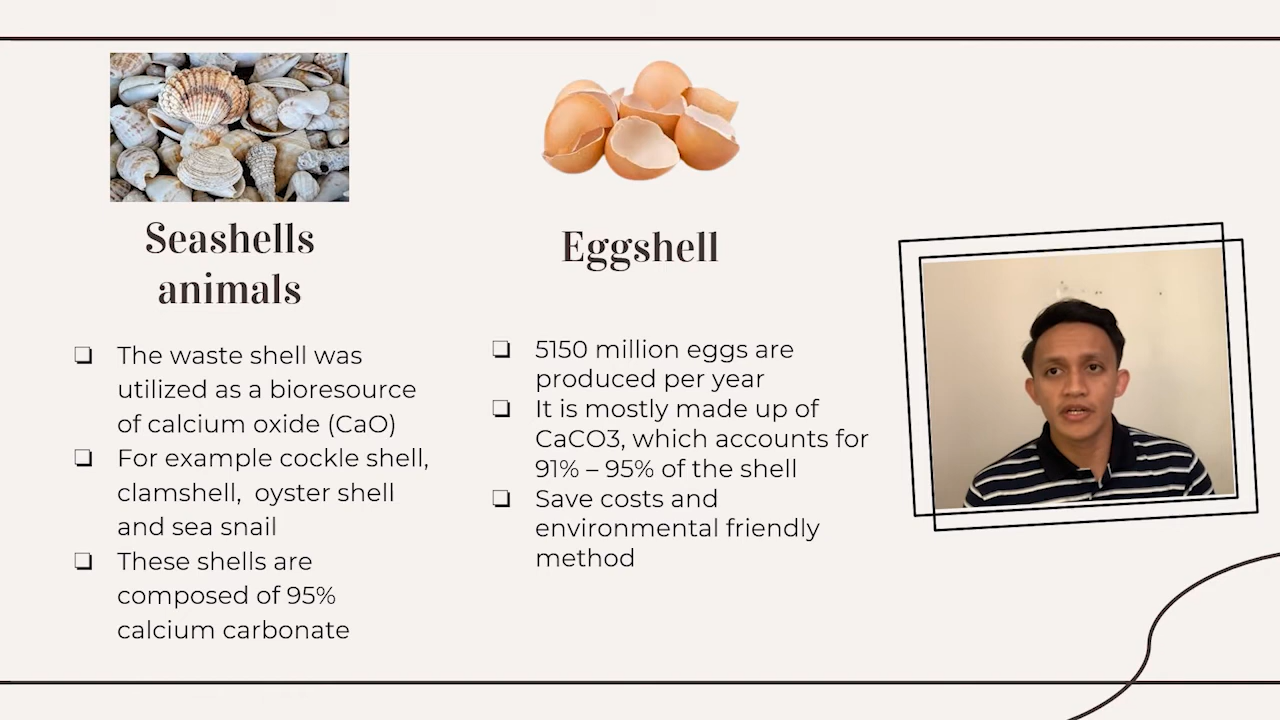 Seashells
animals
❏ The waste shell was
utilized as a bioresource
of calcium oxide (CaO)
❏ For example cockle shell,
clamshell,  oyster shell
and sea snail
❏ These shells are
composed of 95%
calcium carbonate
Eggshell
❏ 5150 million eggs are
produced per year
❏ It is mostly made up of
CaCO3, which accounts for
91% – 95% of the shell
❏ Save costs and
environmental friendly
method